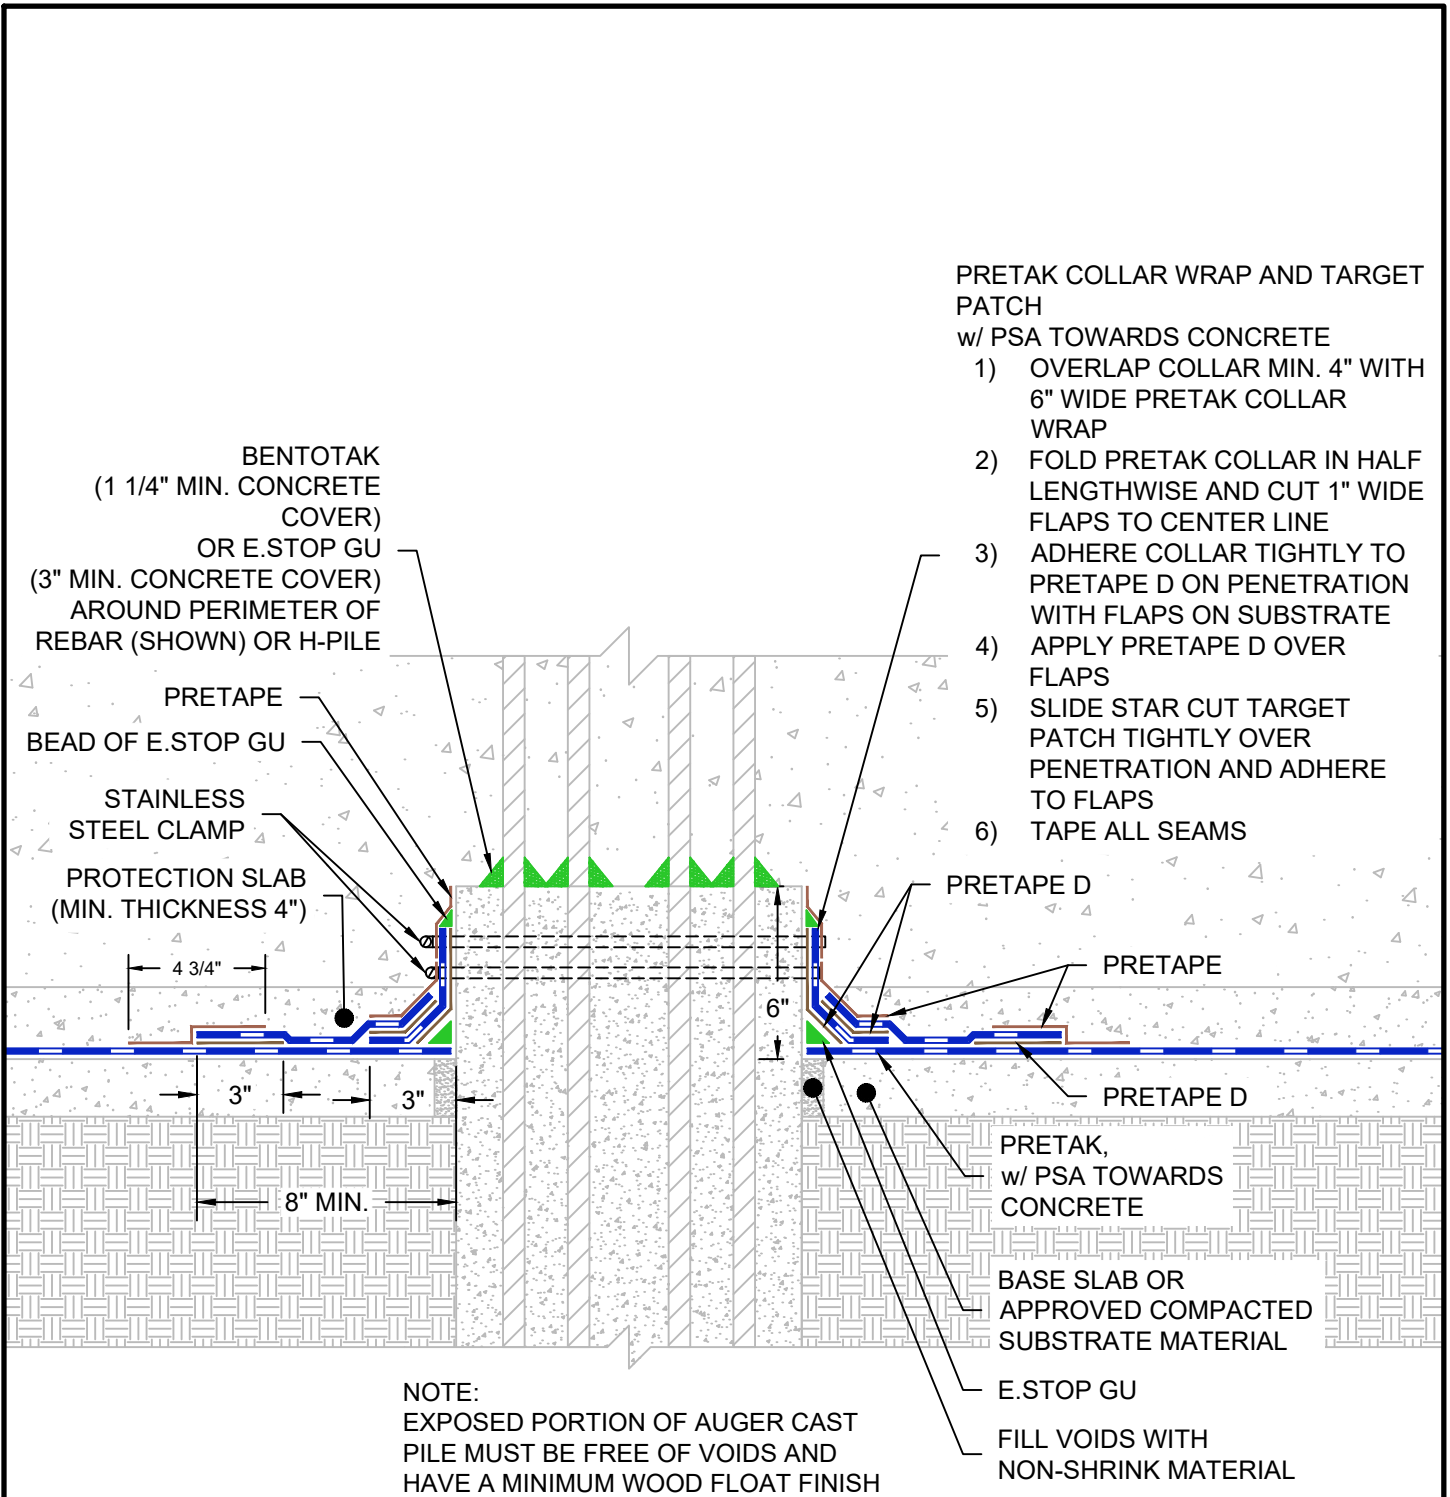 PRETAK COLLAR WRAP AND TARGET
PATCH
w/ PSA TOWARDS CONCRETE
1) OVERLAP COLLAR MIN. 4" WITH
6" WIDE PRETAK COLLAR
WRAP
2) FOLD PRETAK COLLAR IN HALF
LENGTHWISE AND CUT 1" WIDE
FLAPS TO CENTER LINE
3) ADHERE COLLAR TIGHTLY TO
PRETAPE D ON PENETRATION
WITH FLAPS ON SUBSTRATE
4) APPLY PRETAPE D OVER
FLAPS
5) SLIDE STAR CUT TARGET
PATCH TIGHTLY OVER
PENETRATION AND ADHERE
TO FLAPS
6) TAPE ALL SEAMS
BENTOTAK
(1 1/4" MIN. CONCRETE
COVER)
OR E.STOP GU
(3" MIN. CONCRETE COVER)
AROUND PERIMETER OF
REBAR (SHOWN) OR H-PILE
PRETAPE
BEAD OF E.STOP GU
STAINLESS
STEEL CLAMP
PROTECTION SLAB
(MIN. THICKNESS 4")
4 3/4"
3"
3"
8" MIN.
6"
PRETAPE D
PRETAPE
PRETAPE D
PRETAK,
w/ PSA TOWARDS
CONCRETE
BASE SLAB OR
APPROVED COMPACTED
SUBSTRATE MATERIAL
E.STOP GU
FILL VOIDS WITH
NON-SHRINK MATERIAL
NOTE:
EXPOSED PORTION OF AUGER CAST
PILE MUST BE FREE OF VOIDS AND
HAVE A MINIMUM WOOD FLOAT FINISH